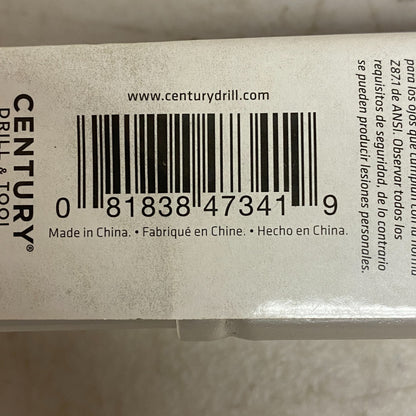 www.centurydrill.com
0 81838 47341 9
Made in China. • Fabriqué en Chine. • Hecho en China.
CENTURY®
DRILL & TOOL
para los ojos que cumplan con la norma
Z87.1 de ANSI. Observar todos los
requisitos de seguridad, de lo contrario
se pueden producir lesiones personales.